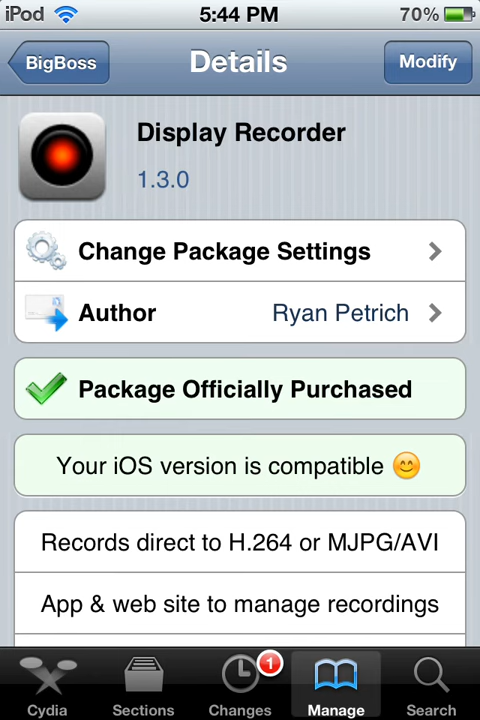 iPod 5:44 PM 70%
BigBoss Details Modify
Display Recorder
1.3.0
Change Package Settings
Author Ryan Petrich
Package Officially Purchased
Your iOS version is compatible 😊
Records direct to H.264 or MJPG/AVI
App & web site to manage recordings
1
Cydia Sections Changes Manage Search